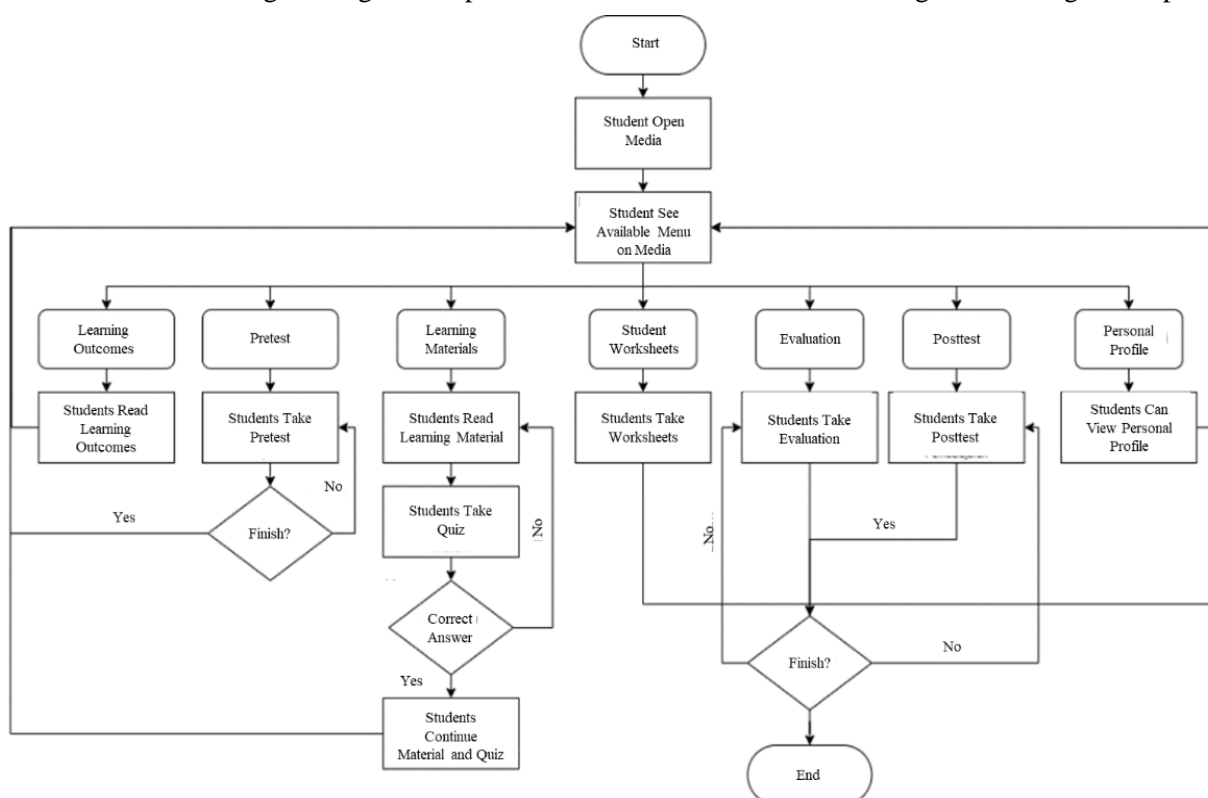 Start
Student Open
Media
Student See
Available Menu
on Media
Learning
Outcomes
Pretest
Learning
Materials
Student
Worksheets
Evaluation
Posttest
Personal
Profile
Students Read
Learning
Outcomes
Students Take
Pretest
Students Read
Learning Material
Students Take
Worksheets
Students Take
Evaluation
Students Take
Posttest
Students Can
View Personal
Profile
No
Yes
Finish?
Students Take
Quiz
No
No
Yes
Correct
Answer
Yes
Finish?
No
Students
Continue
Material and Quiz
End